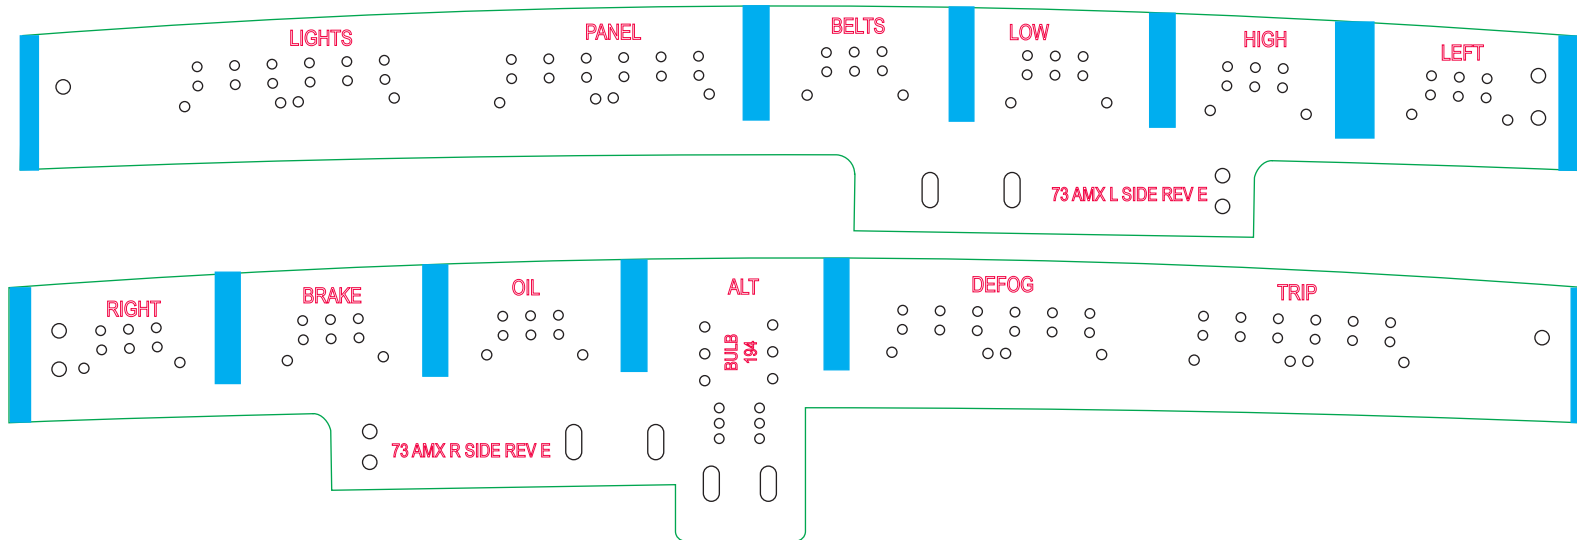 LIGHTS
PANEL
BELTS
LOW
HIGH
LEFT
73 AMX L SIDE REV E
RIGHT
BRAKE
OIL
ALT
DEFOG
TRIP
BULB
194
73 AMX R SIDE REV E